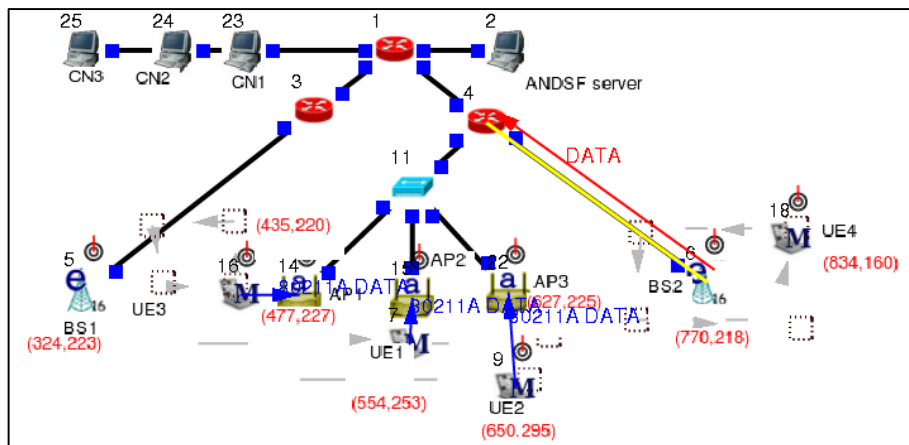 25
24
23
1
2
CN3
CN2
CN1
ANDSF server
3
4
DATA
11
(435,220)
18
UE4
(834,160)
5
e
16
BS1
(324,223)
UE3
16
M
14
a
AP1
80211A DATA
(477,227)
15
a
AP2
80211A DATA
22
a
AP3
(627,225)
80211A DATA
6
a
16
BS2
(770,218)
M
7
UE1
M
(554,253)
9
M
UE2
(650,295)